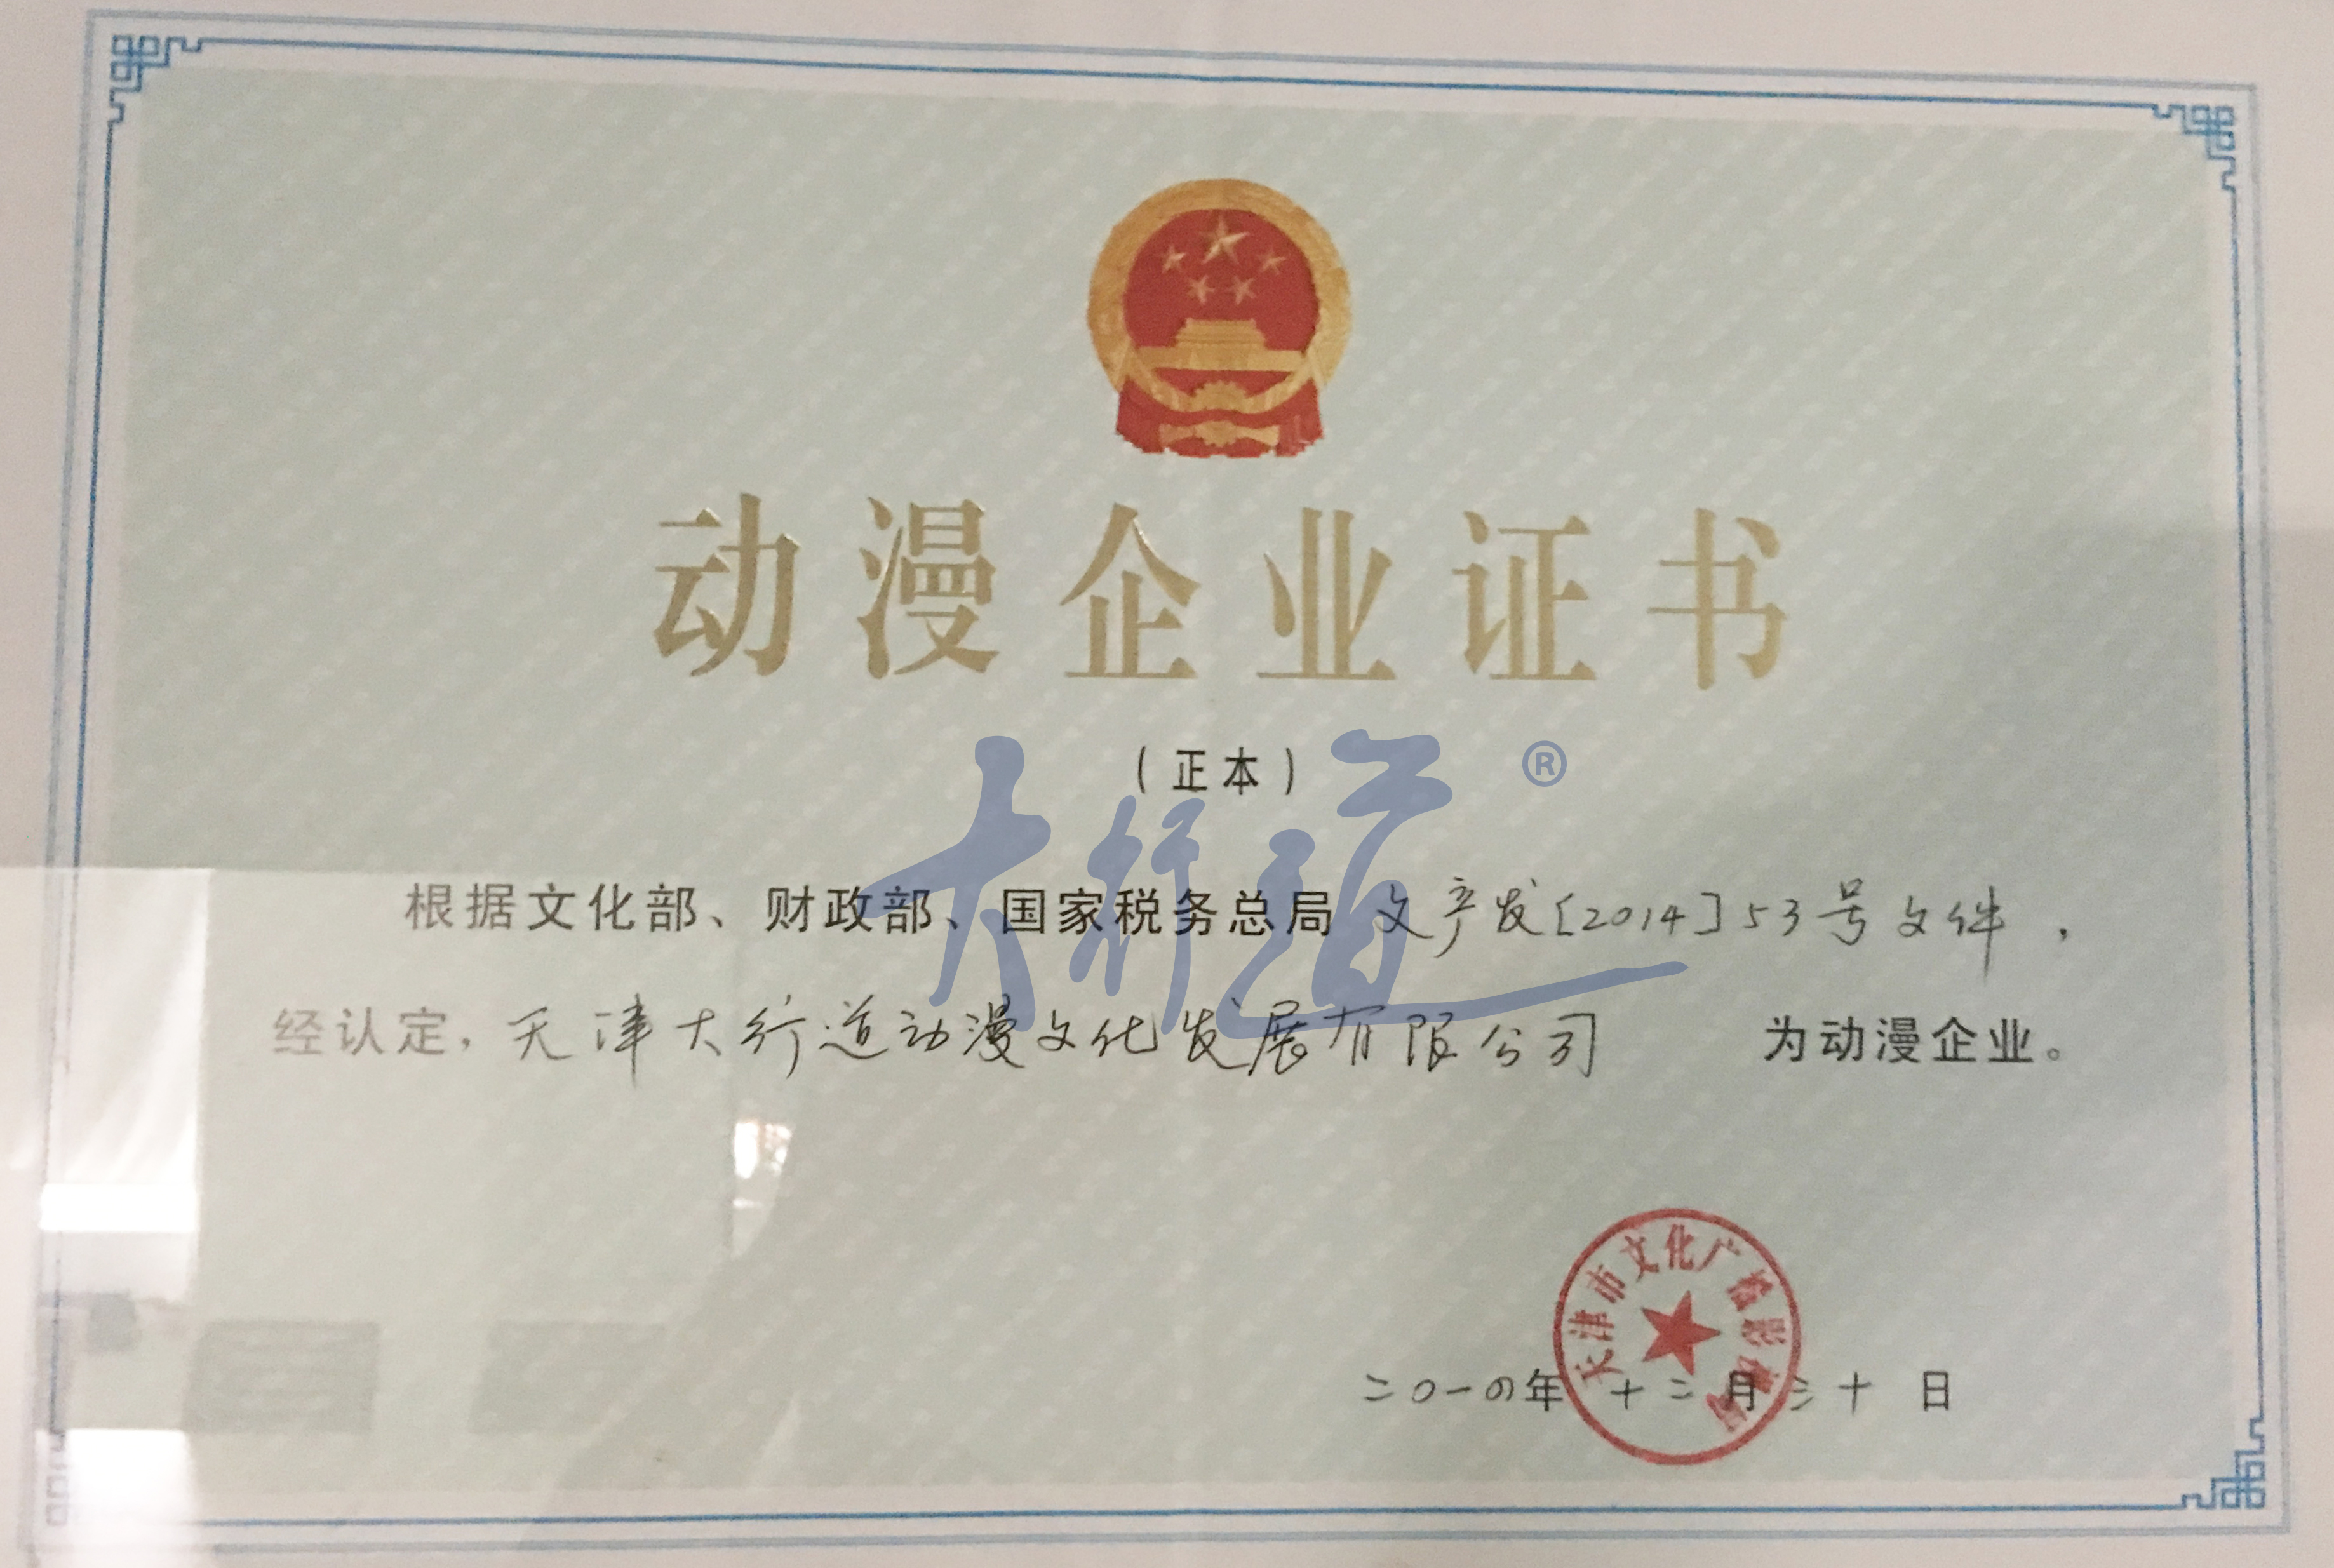 动漫企业证书
（正本）
大行道®
根据文化部、财政部、国家税务总局 文产发[2014]53号文件，
经认定，天津大行道动漫文化发展有限公司 为动漫企业。
天津市文化广播影视局
二〇一四年 十二月三十日